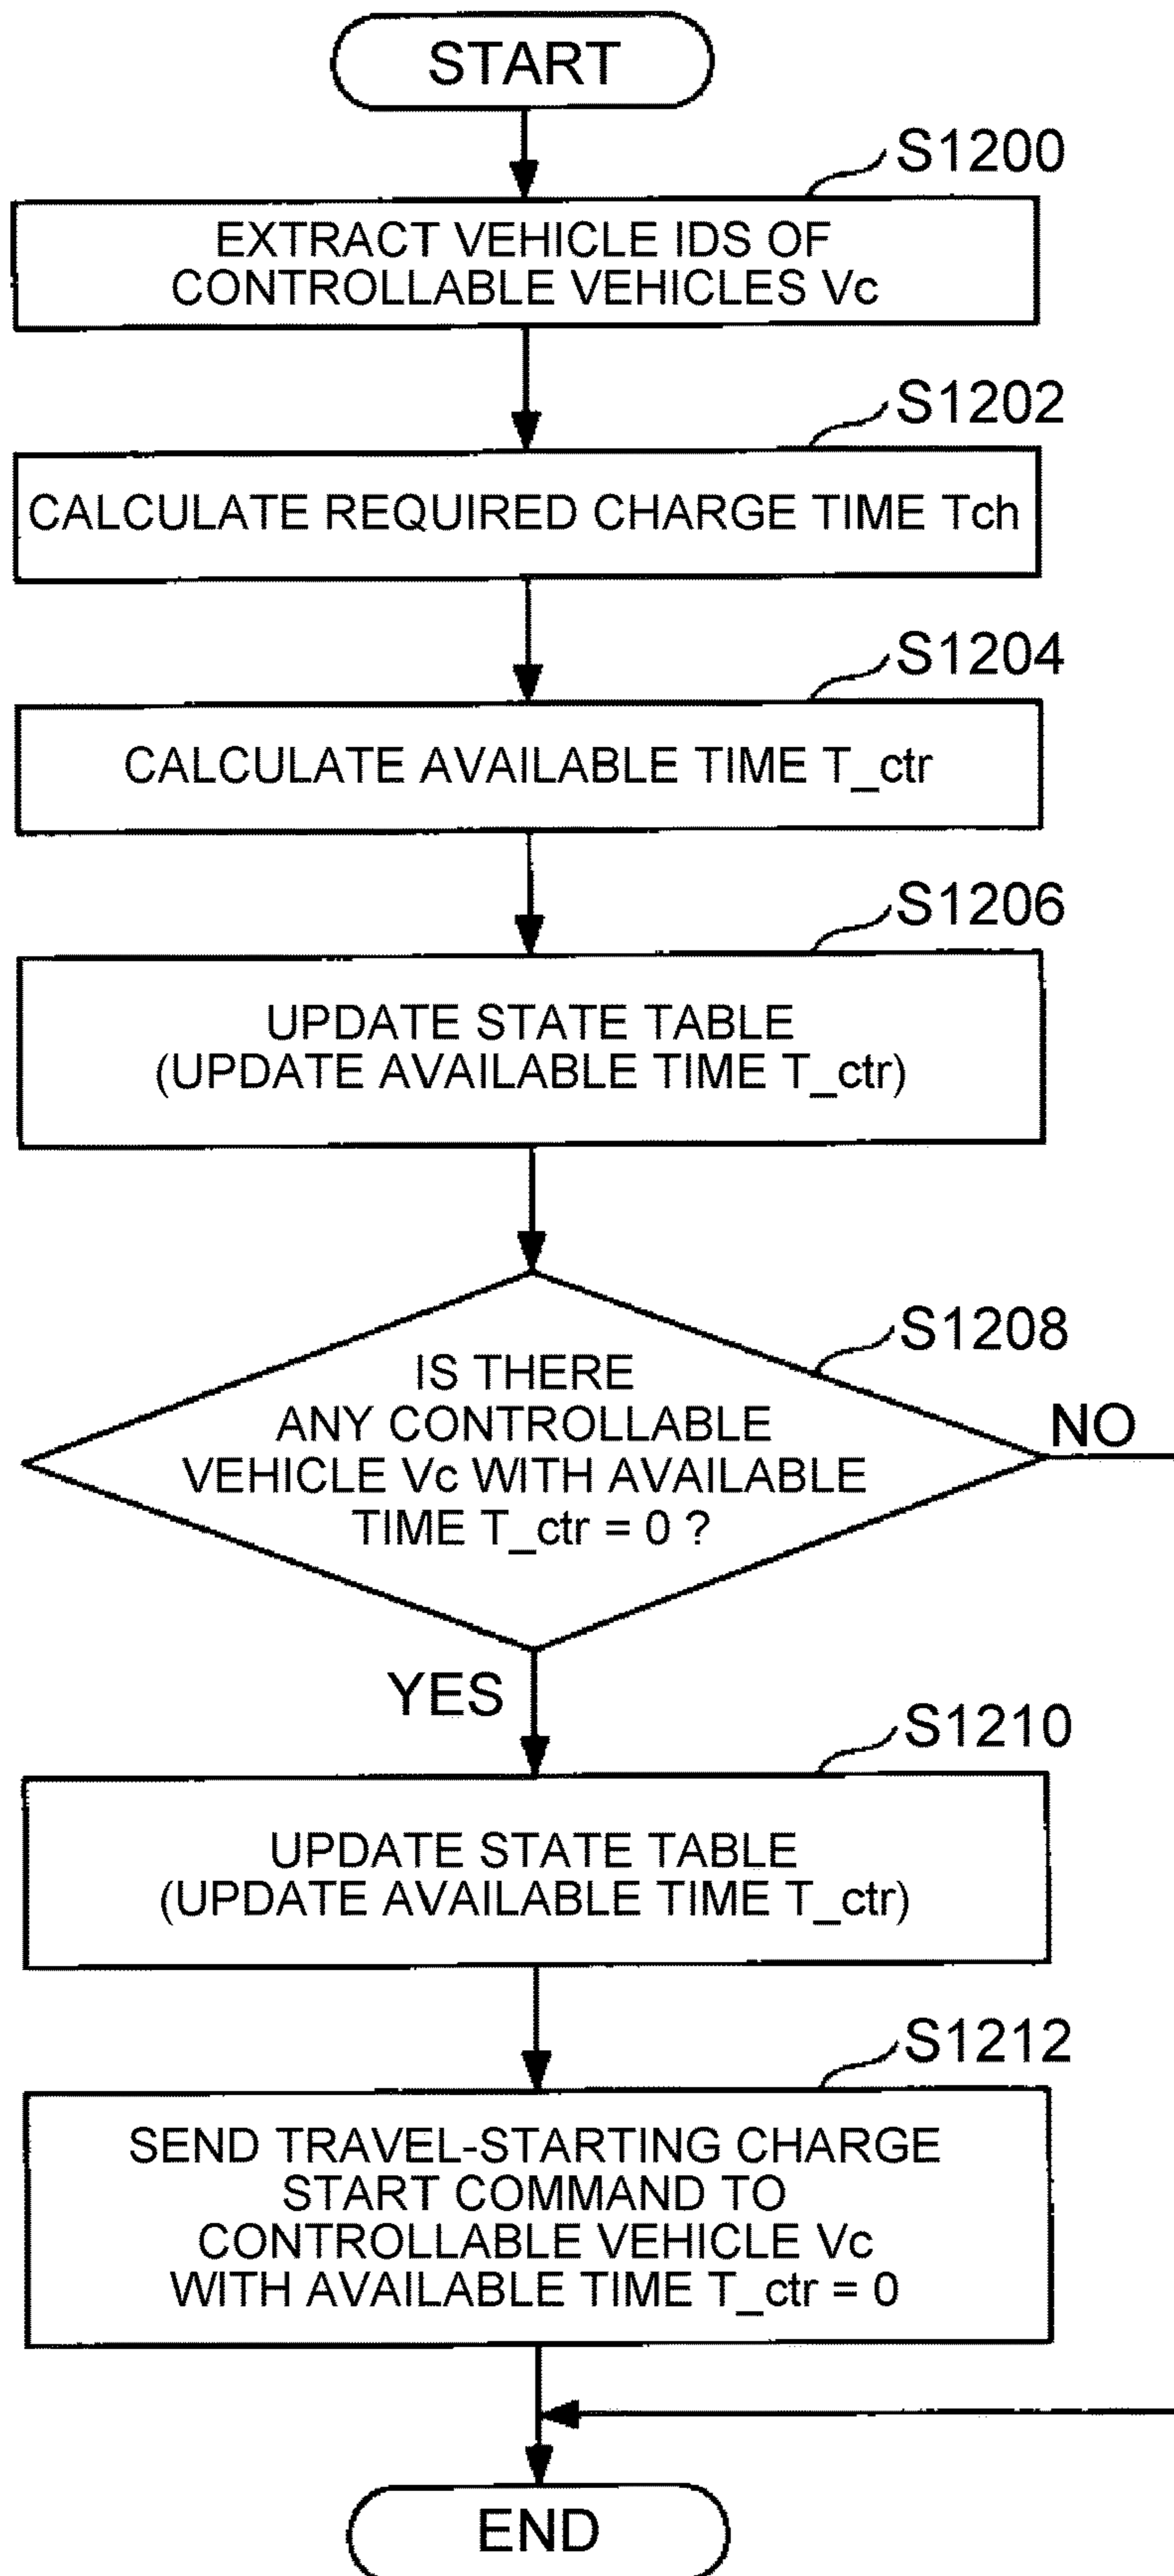 START
S1200
EXTRACT VEHICLE IDS OF
CONTROLLABLE VEHICLES Vc
S1202
CALCULATE REQUIRED CHARGE TIME Tch
S1204
CALCULATE AVAILABLE TIME T_ctr
S1206
UPDATE STATE TABLE
(UPDATE AVAILABLE TIME T_ctr)
S1208
IS THERE
ANY CONTROLLABLE
VEHICLE Vc WITH AVAILABLE
TIME T_ctr = 0 ?
NO
YES
S1210
UPDATE STATE TABLE
(UPDATE AVAILABLE TIME T_ctr)
S1212
SEND TRAVEL-STARTING CHARGE
START COMMAND TO
CONTROLLABLE VEHICLE Vc
WITH AVAILABLE TIME T_ctr = 0
END